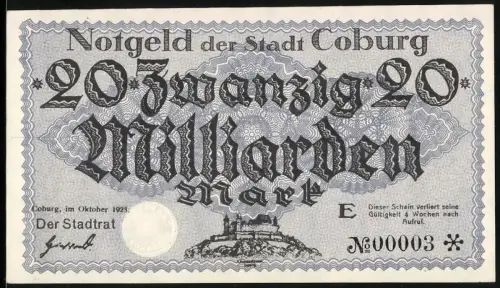 Notgeld der Stadt Coburg
*20*Zwanzig*20*
Milliarden
Mark
Coburg, im Oktober 1923.
Der Stadtrat
E
Dieser Schein verliert seine
Gültigkeit 4 Wochen nach
Aufruf.
No 00003 *